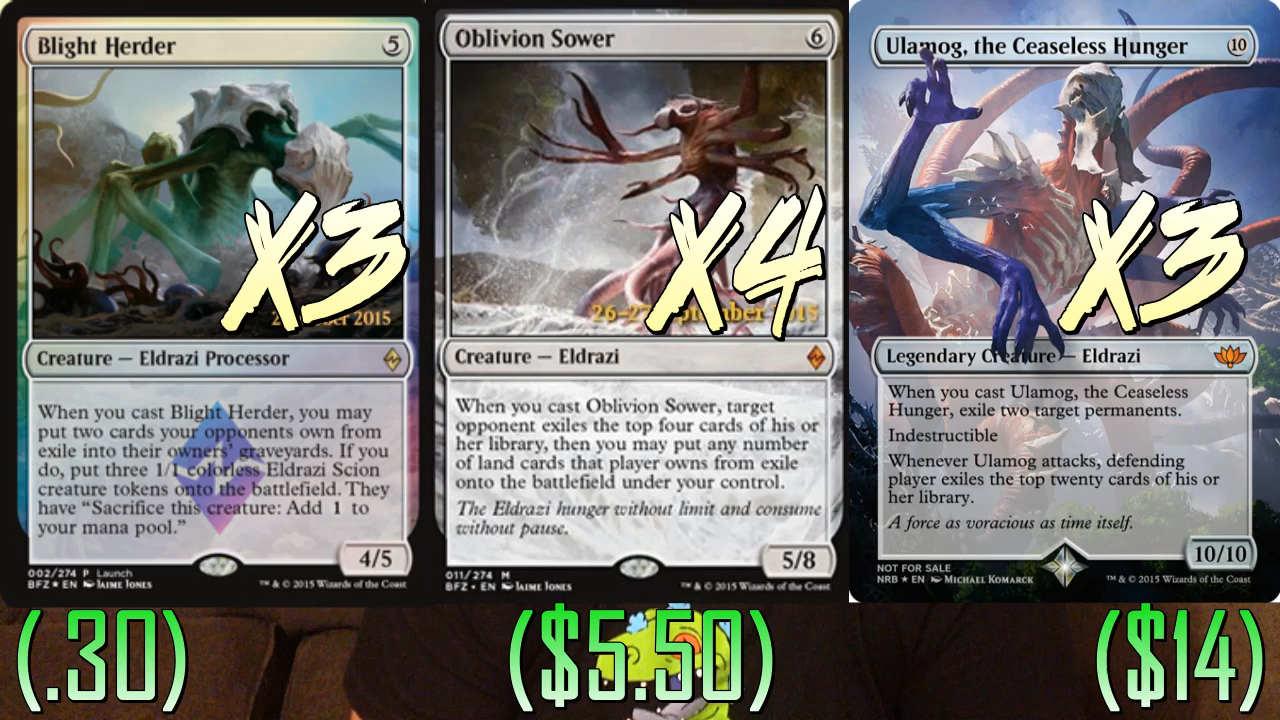 Blight Herder 5
X3
2015
Creature — Eldrazi Processor
When you cast Blight Herder, you may
put two cards your opponents own from
exile into their owners' graveyards. If you
do, put three 1/1 colorless Eldrazi Scion
creature tokens onto the battlefield. They
have “Sacrifice this creature: Add 1 to
your mana pool.”
4/5
002/274 P Launch
BFZ ★ EN Jaime Jones
™ & © 2015 Wizards of the Coast
(.30)
Oblivion Sower 6
X4
26-27 September 2015
Creature — Eldrazi
When you cast Oblivion Sower, target
opponent exiles the top four cards of his or
her library, then you may put any number
of land cards that player owns from exile
onto the battlefield under your control.
The Eldrazi hunger without limit and consume
without pause.
5/8
011/274 M
BFZ • EN Jaime Jones
™ & © 2015 Wizards of the Coast
($5.50)
Ulamog, the Ceaseless Hunger 10
X3
Legendary Creature — Eldrazi
When you cast Ulamog, the Ceaseless
Hunger, exile two target permanents.
Indestructible
Whenever Ulamog attacks, defending
player exiles the top twenty cards of his or
her library.
A force as voracious as time itself.
10/10
NOT FOR SALE
NRB ★ EN Michael Komarck
™ & © 2015 Wizards of the Coast
($14)